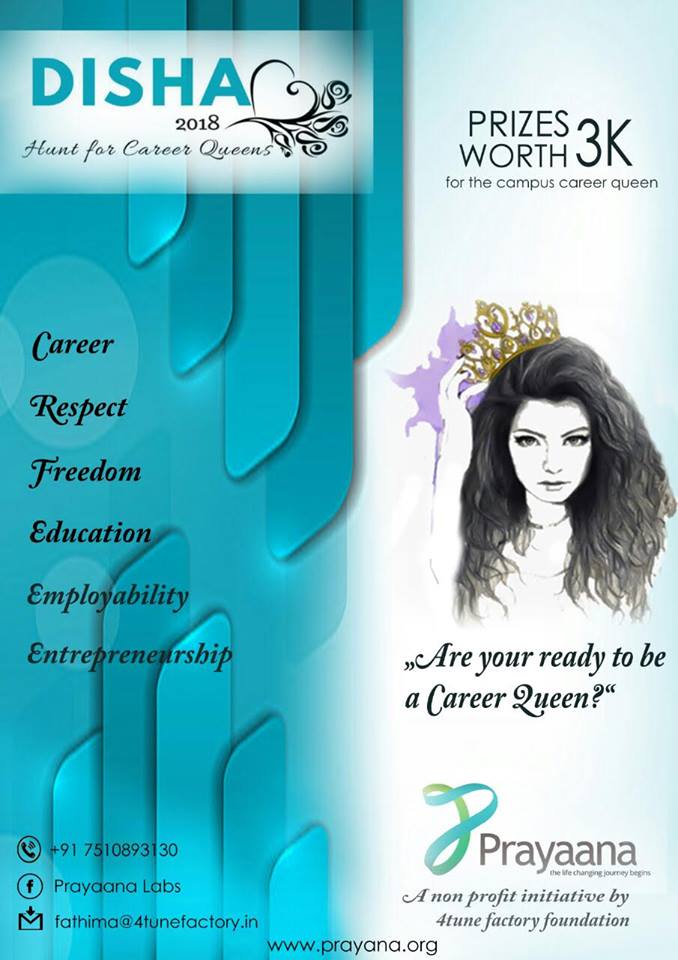 DISHA
2018
Hunt for Career Queens
PRIZES
WORTH 3K
for the campus career queen
Career
Respect
Freedom
Education
Employability
Entrepreneurship
„Are your ready to be
a Career Queen?“
Prayaana
the life changing journey begins
A non profit initiative by
4tune factory foundation
+91 7510893130
Prayaana Labs
fathima@4tunefactory.in
www.prayana.org